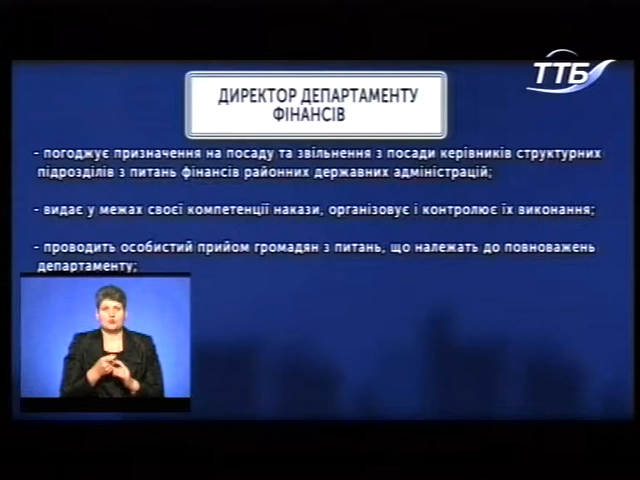 ТТБ
ДИРЕКТОР ДЕПАРТАМЕНТУ
ФІНАНСІВ
- погоджує призначення на посаду та звільнення з посади керівників структурних
підрозділів з питань фінансів районних державних адміністрацій;
- видає у межах своєї компетенції накази, організовує і контролює їх виконання;
- проводить особистий прийом громадян з питань, що належать до повноважень
департаменту;